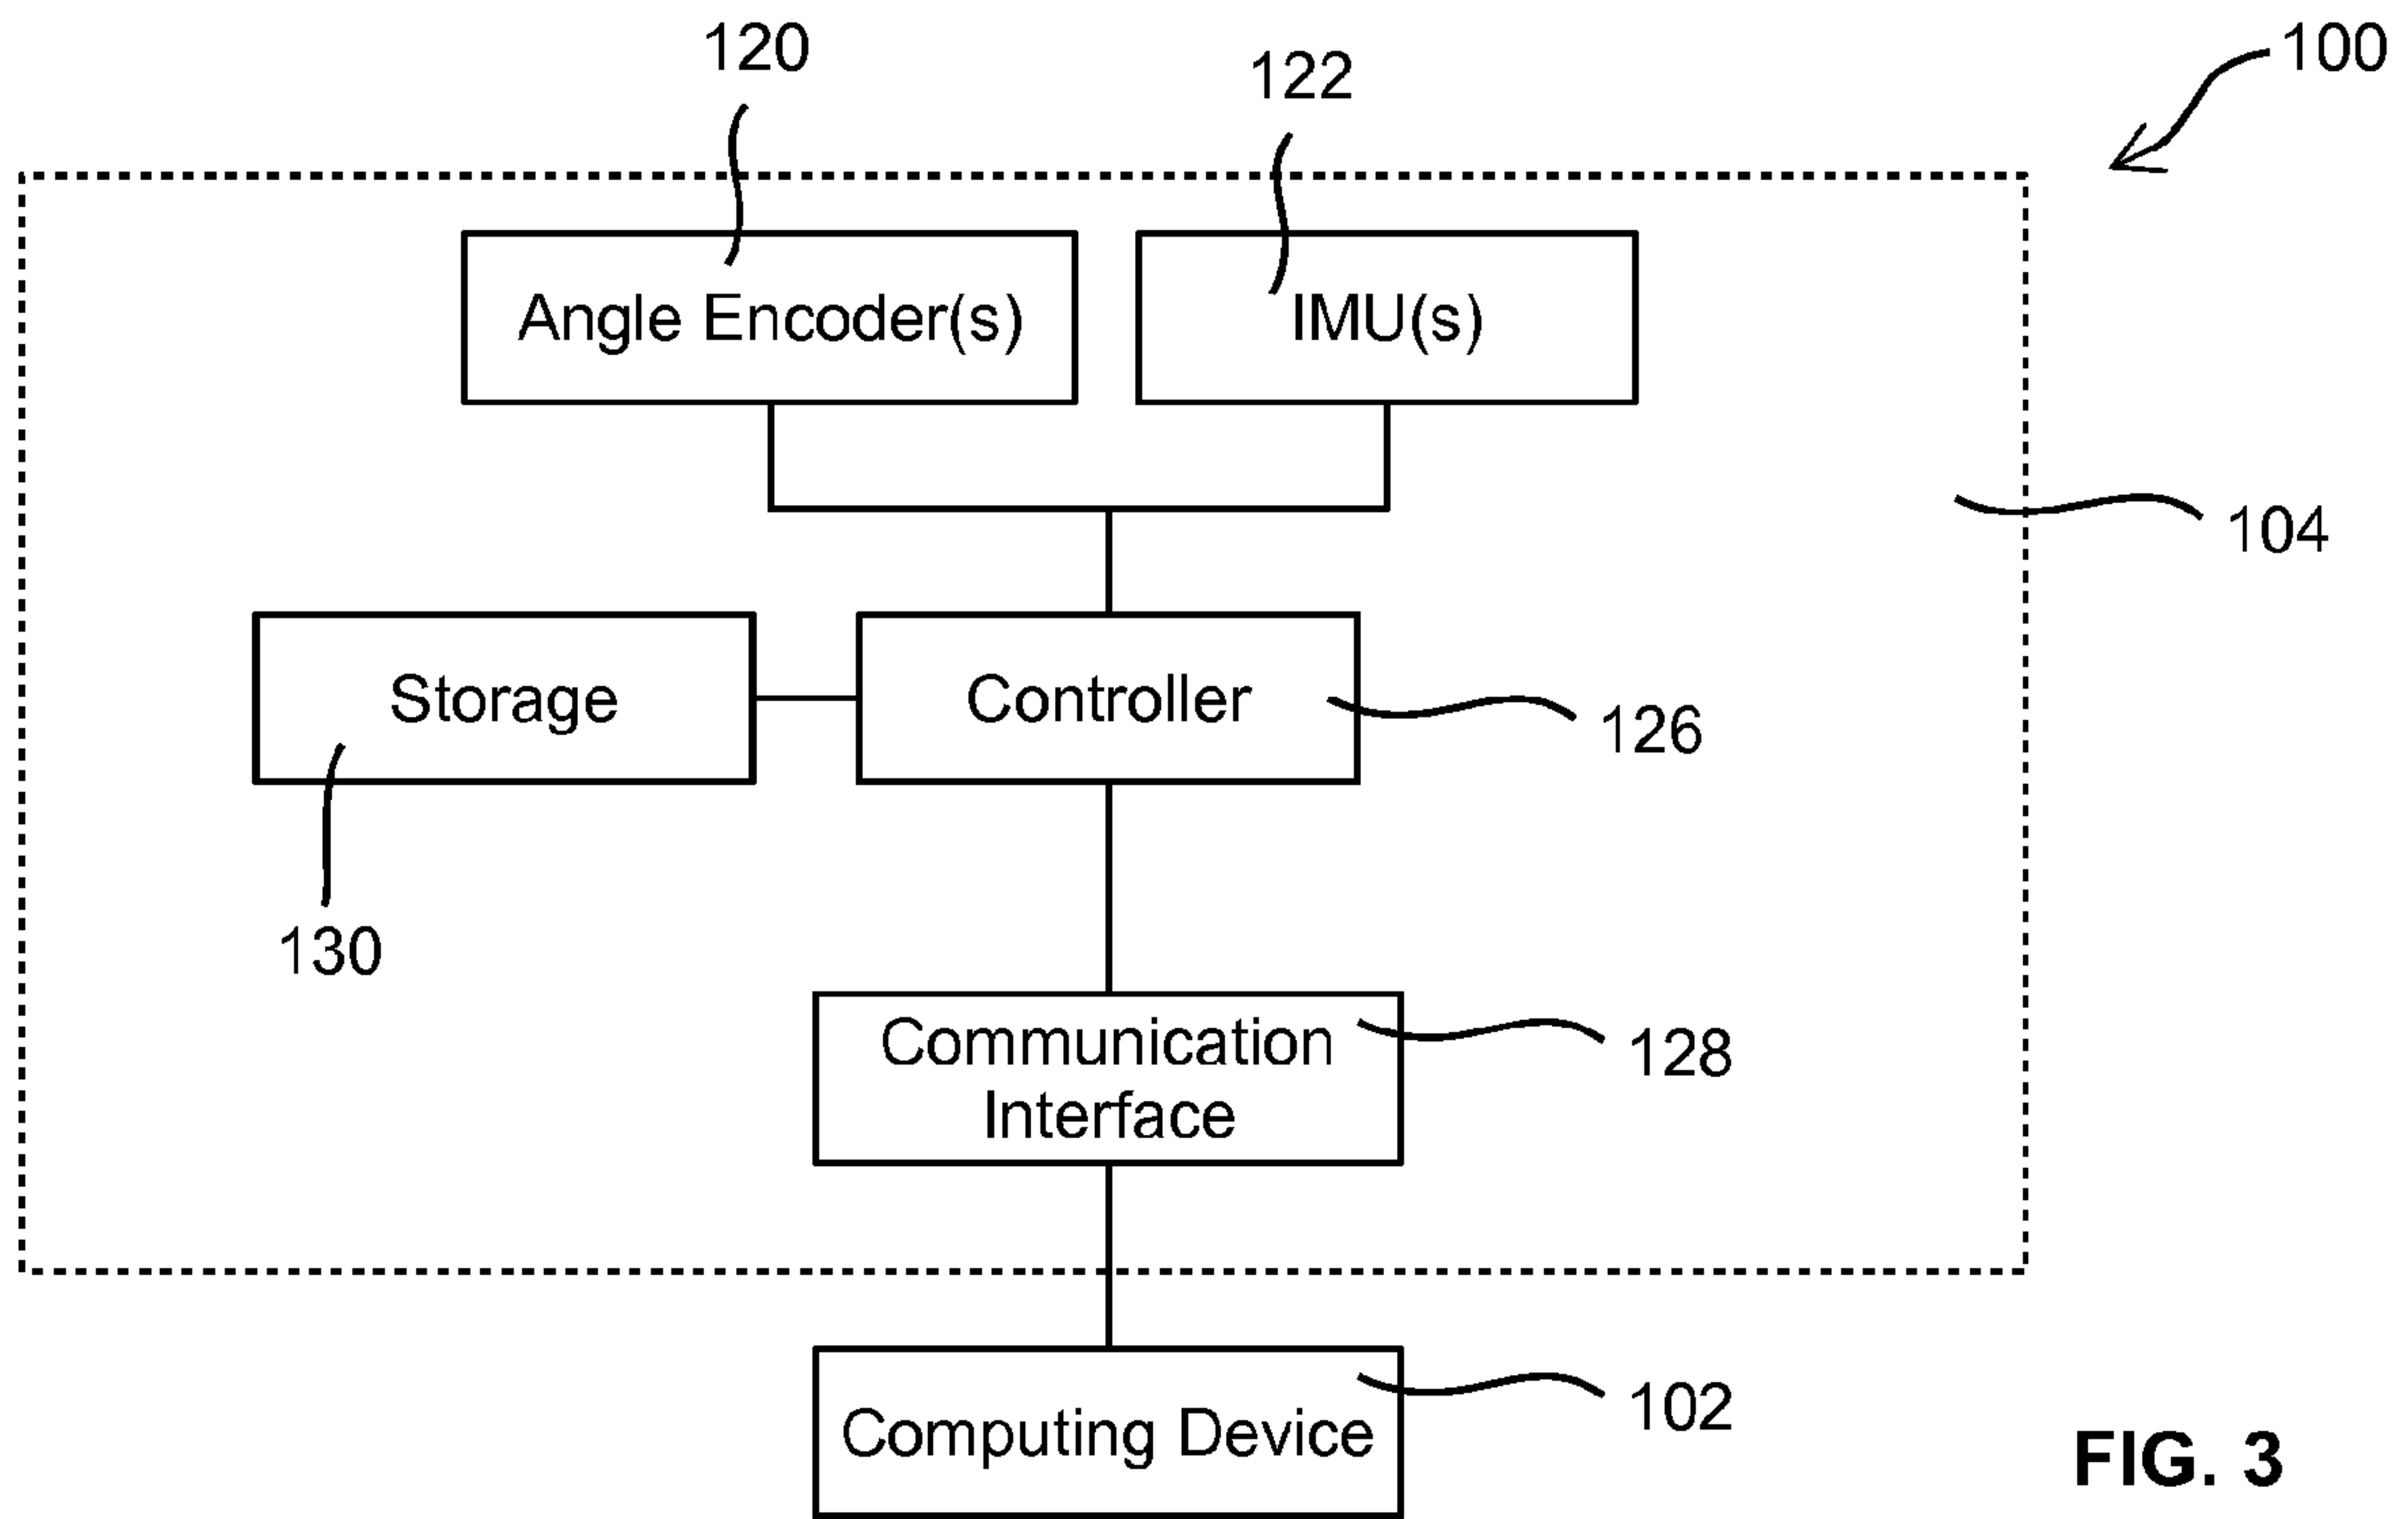 120
122
100
Angle Encoder(s)
IMU(s)
104
Storage
Controller
126
130
Communication
Interface
128
102
Computing Device
FIG. 3